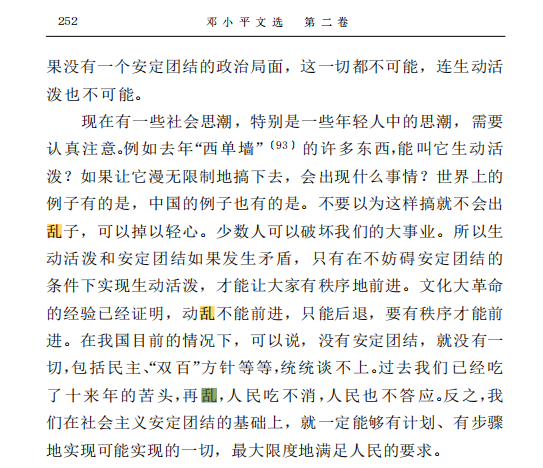 252 邓小平文选 第二卷
果没有一个安定团结的政治局面，这一切都不可能，连生动活
泼也不可能。
现在有一些社会思潮，特别是一些年轻人中的思潮，需要
认真注意。例如去年“西单墙”〔93〕的许多东西，能叫它生动活
泼？如果让它漫无限制地搞下去，会出现什么事情？世界上的
例子有的是，中国的例子也有的是。不要以为这样搞就不会出
乱子，可以掉以轻心。少数人可以破坏我们的大事业。所以生
动活泼和安定团结如果发生矛盾，只有在不妨碍安定团结的
条件下实现生动活泼，才能让大家有秩序地前进。文化大革命
的经验已经证明，动乱不能前进，只能后退，要有秩序才能前
进。在我国目前的情况下，可以说，没有安定团结，就没有一
切，包括民主、“双百”方针等等，统统谈不上。过去我们已经吃
了十来年的苦头，再乱，人民吃不消，人民也不答应。反之，我
们在社会主义安定团结的基础上，就一定能够有计划、有步骤
地实现可能实现的一切，最大限度地满足人民的要求。